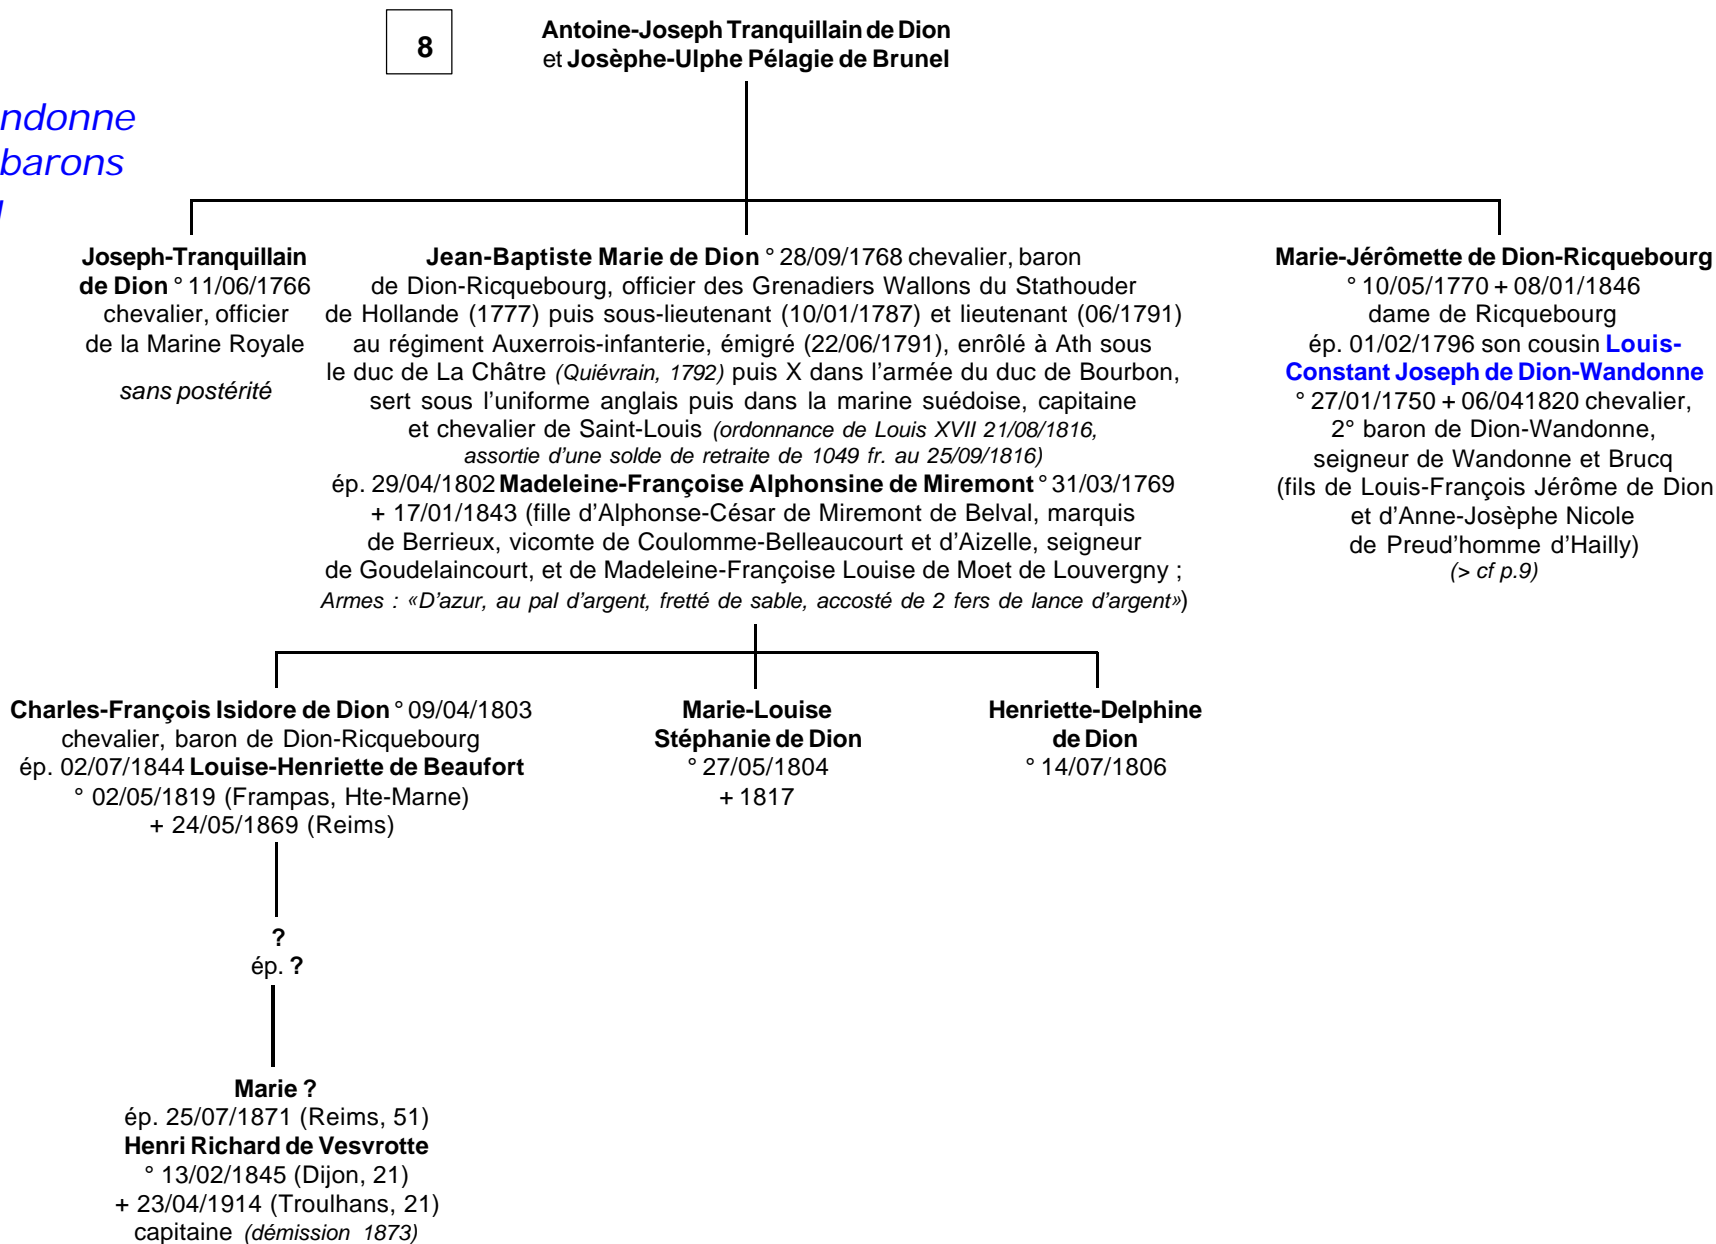 8
Antoine-Joseph Tranquillain de Dion
et Josèphe-Ulphe Pélagie de Brunel
ndonne
barons
Joseph-Tranquillain
de Dion ° 11/06/1766
chevalier, officier
de la Marine Royale
sans postérité
Jean-Baptiste Marie de Dion ° 28/09/1768 chevalier, baron
de Dion-Ricquebourg, officier des Grenadiers Wallons du Stathouder
de Hollande (1777) puis sous-lieutenant (10/01/1787) et lieutenant (06/1791)
au régiment Auxerrois-infanterie, émigré (22/06/1791), enrôlé à Ath sous
le duc de La Châtre (Quiévrain, 1792) puis X dans l'armée du duc de Bourbon,
sert sous l'uniforme anglais puis dans la marine suédoise, capitaine
et chevalier de Saint-Louis (ordonnance de Louis XVII 21/08/1816,
assortie d'une solde de retraite de 1049 fr. au 25/09/1816)
ép. 29/04/1802 Madeleine-Françoise Alphonsine de Miremont ° 31/03/1769
+ 17/01/1843 (fille d'Alphonse-César de Miremont de Belval, marquis
de Berrieux, vicomte de Coulomme-Belleaucourt et d'Aizelle, seigneur
de Goudelaincourt, et de Madeleine-Françoise Louise de Moet de Louvergny ;
Armes : «D'azur, au pal d'argent, fretté de sable, accosté de 2 fers de lance d'argent»)
Marie-Jérômette de Dion-Ricquebourg
° 10/05/1770 + 08/01/1846
dame de Ricquebourg
ép. 01/02/1796 son cousin Louis-
Constant Joseph de Dion-Wandonne
° 27/01/1750 + 06/041820 chevalier,
2° baron de Dion-Wandonne,
seigneur de Wandonne et Brucq
(fils de Louis-François Jérôme de Dion
et d'Anne-Josèphe Nicole
de Preud'homme d'Hailly)
(> cf p.9)
Charles-François Isidore de Dion ° 09/04/1803
chevalier, baron de Dion-Ricquebourg
ép. 02/07/1844 Louise-Henriette de Beaufort
° 02/05/1819 (Frampas, Hte-Marne)
+ 24/05/1869 (Reims)
Marie-Louise
Stéphanie de Dion
° 27/05/1804
+ 1817
Henriette-Delphine
de Dion
° 14/07/1806
?
ép. ?
Marie ?
ép. 25/07/1871 (Reims, 51)
Henri Richard de Vesvrotte
° 13/02/1845 (Dijon, 21)
+ 23/04/1914 (Troulhans, 21)
capitaine (démission 1873)